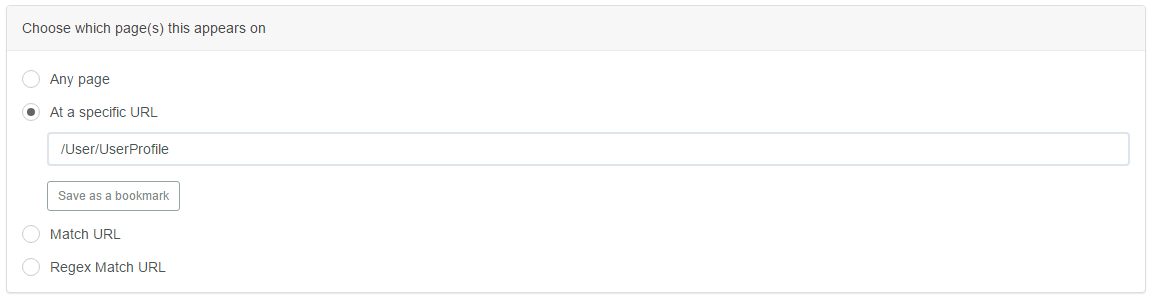 Choose which page(s) this appears on
Any page
At a specific URL
/User/UserProfile
Save as a bookmark
Match URL
Regex Match URL